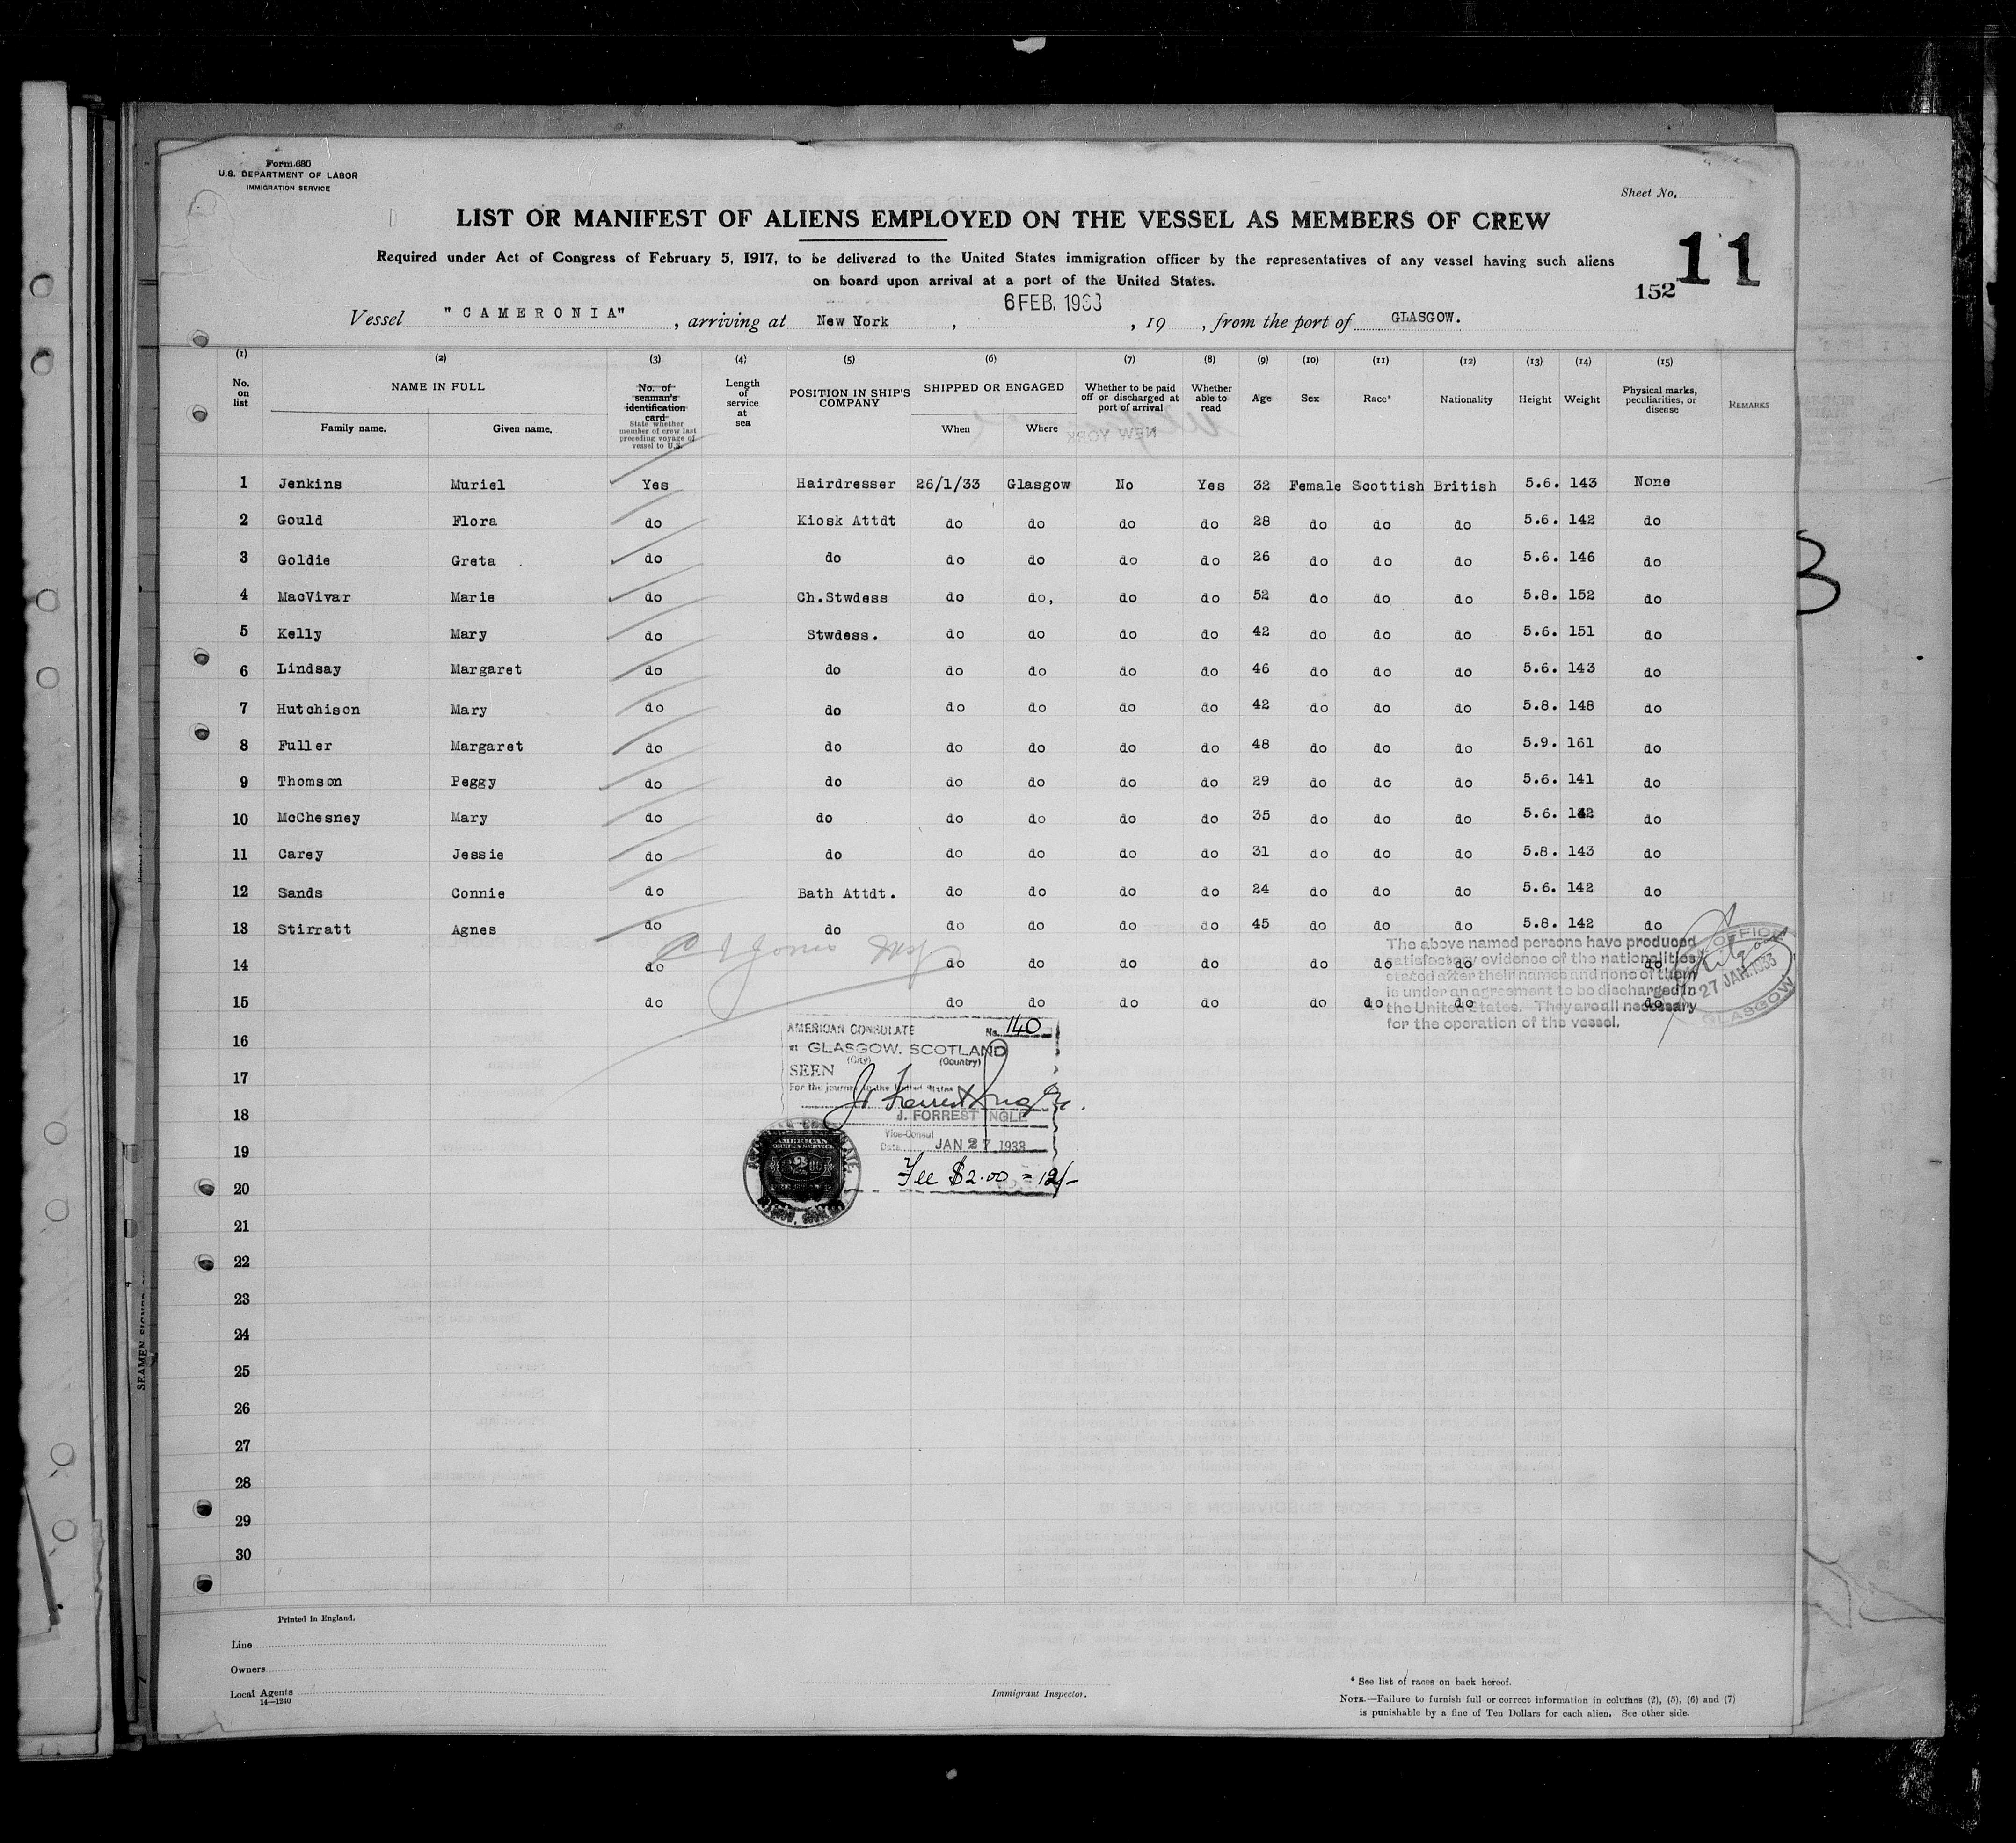 Form 680
U.S. DEPARTMENT OF LABOR
IMMIGRATION SERVICE
Sheet No.
LIST OR MANIFEST OF ALIENS EMPLOYED ON THE VESSEL AS MEMBERS OF CREW
11
Required under Act of Congress of February 5, 1917, to be delivered to the United States immigration officer by the representatives of any vessel having such aliens
on board upon arrival at a port of the United States.
152
Vessel "CAMERONIA", arriving at New York, 6 FEB. 1933, 19 , from the port of GLASGOW.
(1) (2) (3) (4) (5) (6) (7) (8) (9) (10) (11) (12) (13) (14) (15)
No. on list NAME IN FULL Family name. Given name. No. of seaman's identification card State whether member of crew last preceding voyage of vessel to U.S. Length of service at sea POSITION IN SHIP'S COMPANY SHIPPED OR ENGAGED When Where Whether to be paid off or discharged at port of arrival Whether able to read Age Sex Race* Nationality Height Weight Physical marks, peculiarities, or disease REMARKS
1 Jenkins Muriel Yes Hairdresser 26/1/33 Glasgow No Yes 32 Female Scottish British 5.6. 143 None
2 Gould Flora do Kiosk Attdt do do do do 28 do do do 5.6. 142 do
3 Goldie Greta do do do do do do 26 do do do 5.6. 146 do
4 MacVivar Marie do Ch.Stwdess do do, do do 52 do do do 5.8. 152 do
5 Kelly Mary do Stwdess. do do do do 42 do do do 5.6. 151 do
6 Lindsay Margaret do do do do do do 46 do do do 5.6. 143 do
7 Hutchison Mary do do do do do do 42 do do do 5.8. 148 do
8 Fuller Margaret do do do do do do 48 do do do 5.9. 161 do
9 Thomson Peggy do do do do do do 29 do do do 5.6. 141 do
10 McChesney Mary do do do do do do 35 do do do 5.6. 142 do
11 Carey Jessie do do do do do do 31 do do do 5.8. 143 do
12 Sands Connie do Bath Attdt. do do do do 24 do do do 5.6. 142 do
13 Stirratt Agnes do do do do do do 45 do do do 5.8. 142 do
14 do do do do do do do do do
15 do do do do do do do do do
The above named persons have produced
satisfactory evidence of the nationalities
stated after their names and none of them
is under an agreement to be discharged in
the United States. They are all necessary
for the operation of the vessel.
OFFICE
27 JAN. 1933
GLASGOW
16
17
18
19
20
21
22
23
24
25
26
27
28
29
30
AMERICAN CONSULATE No. 140
at GLASGOW. SCOTLAND
(City) (Country)
SEEN
For the journey to the United States
J. Forrest Ingle
J. FORREST INGLE
Vice-Consul
Date JAN 27 1933
Fee $2.00 = 12/-
AMERICAN
3
Printed in England.
Line
Owners
Local Agents
14—1240
Immigrant Inspector.
* See list of races on back hereof.
NOTE.—Failure to furnish full or correct information in columns (2), (5), (6) and (7)
is punishable by a fine of Ten Dollars for each alien. See other side.